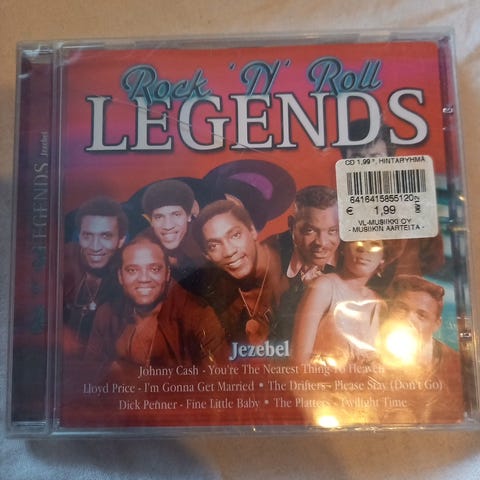 Rock 'N' Roll
LEGENDS
CD 1,99 ª. HINTARYHMÄ
6416415855120
€ 1,99
VL-MUSIIKKI OY
- MUSIIKIN AARTEITA -
LEGENDS Jezebel
Jezebel
Johnny Cash - You're The Nearest Thing To Heaven
Lloyd Price - I'm Gonna Get Married • The Drifters - Please Stay (Don't Go)
Dick Penner - Fine Little Baby • The Platters - Twilight Time